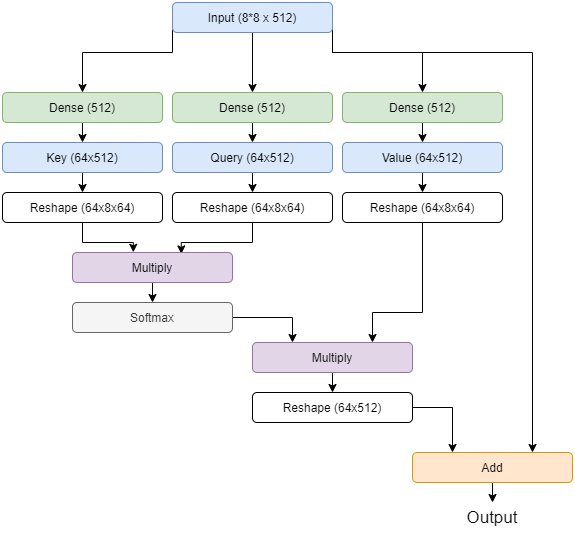 Input (8*8 x 512)
Dense (512)
Dense (512)
Dense (512)
Key (64x512)
Query (64x512)
Value (64x512)
Reshape (64x8x64)
Reshape (64x8x64)
Reshape (64x8x64)
Multiply
Softmax
Multiply
Reshape (64x512)
Add
Output